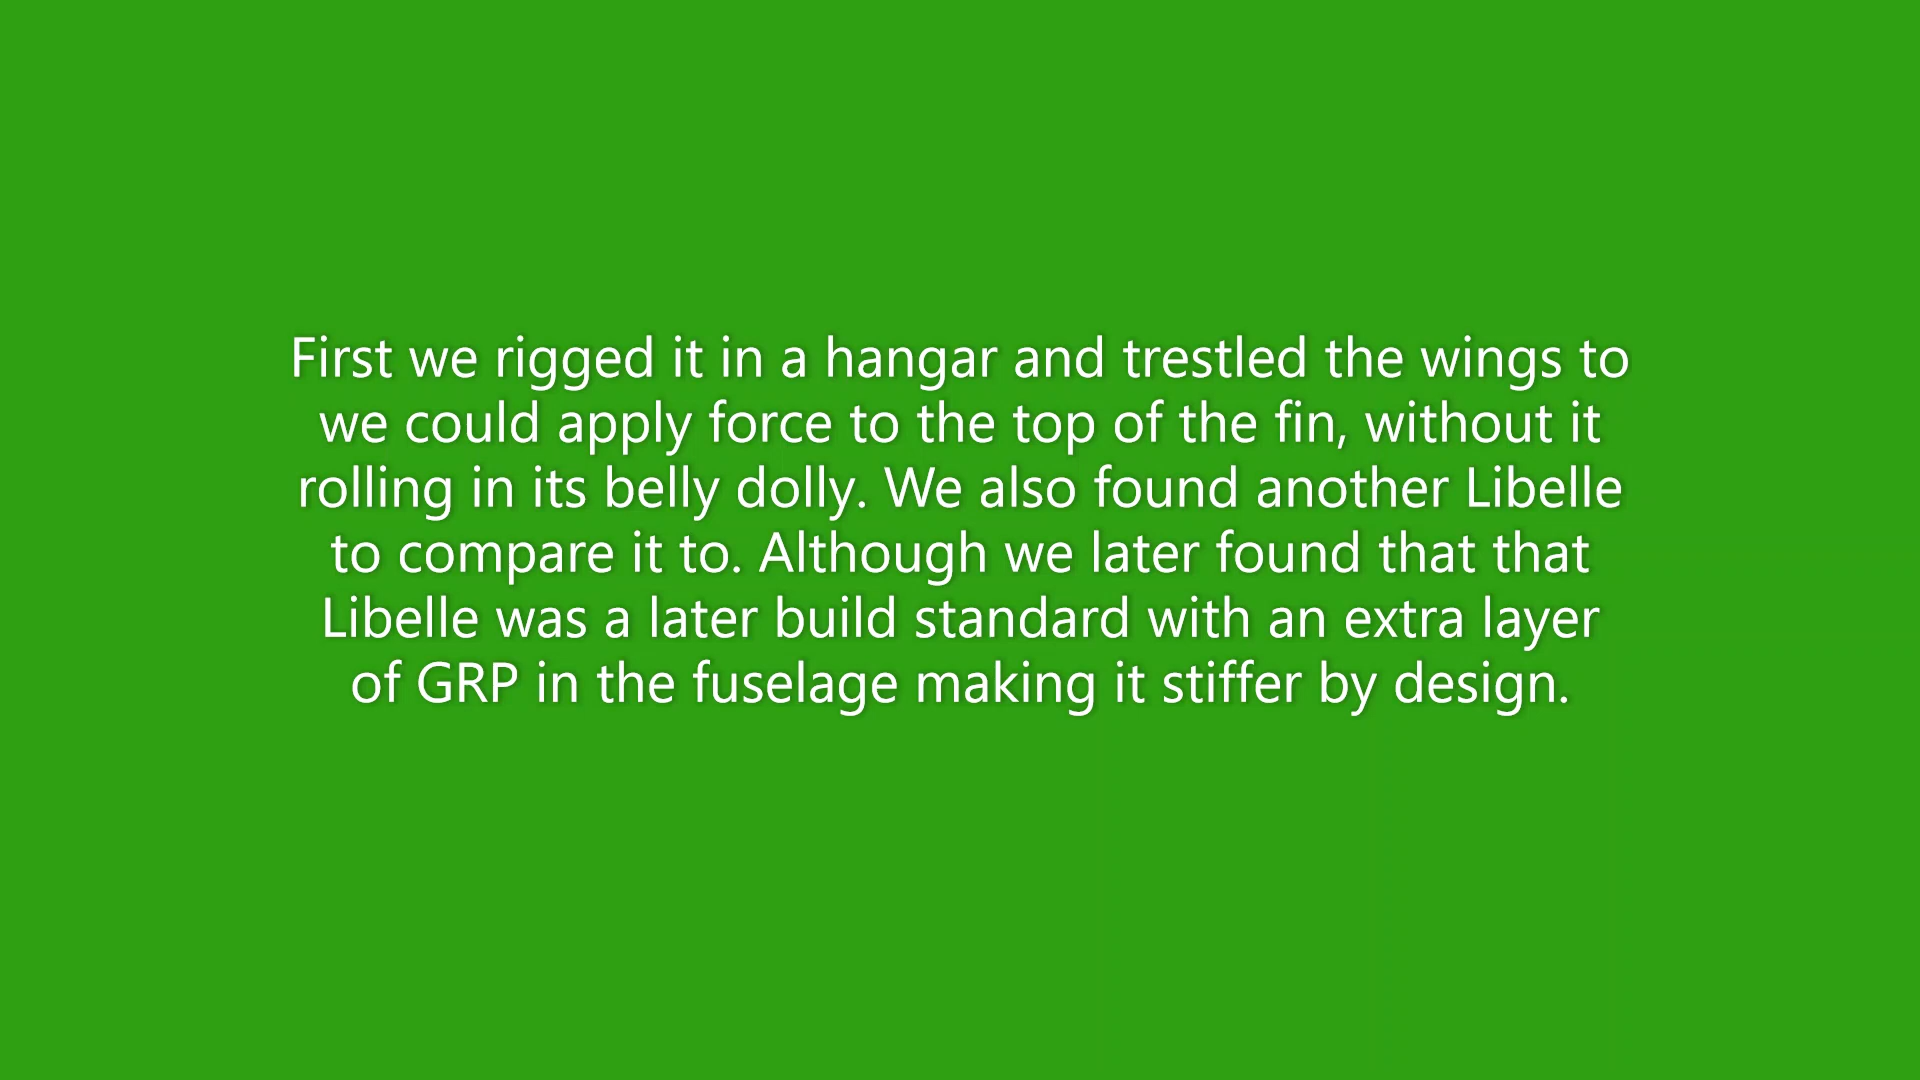 First we rigged it in a hangar and trestled the wings to
we could apply force to the top of the fin, without it
rolling in its belly dolly. We also found another Libelle
to compare it to. Although we later found that that
Libelle was a later build standard with an extra layer
of GRP in the fuselage making it stiffer by design.